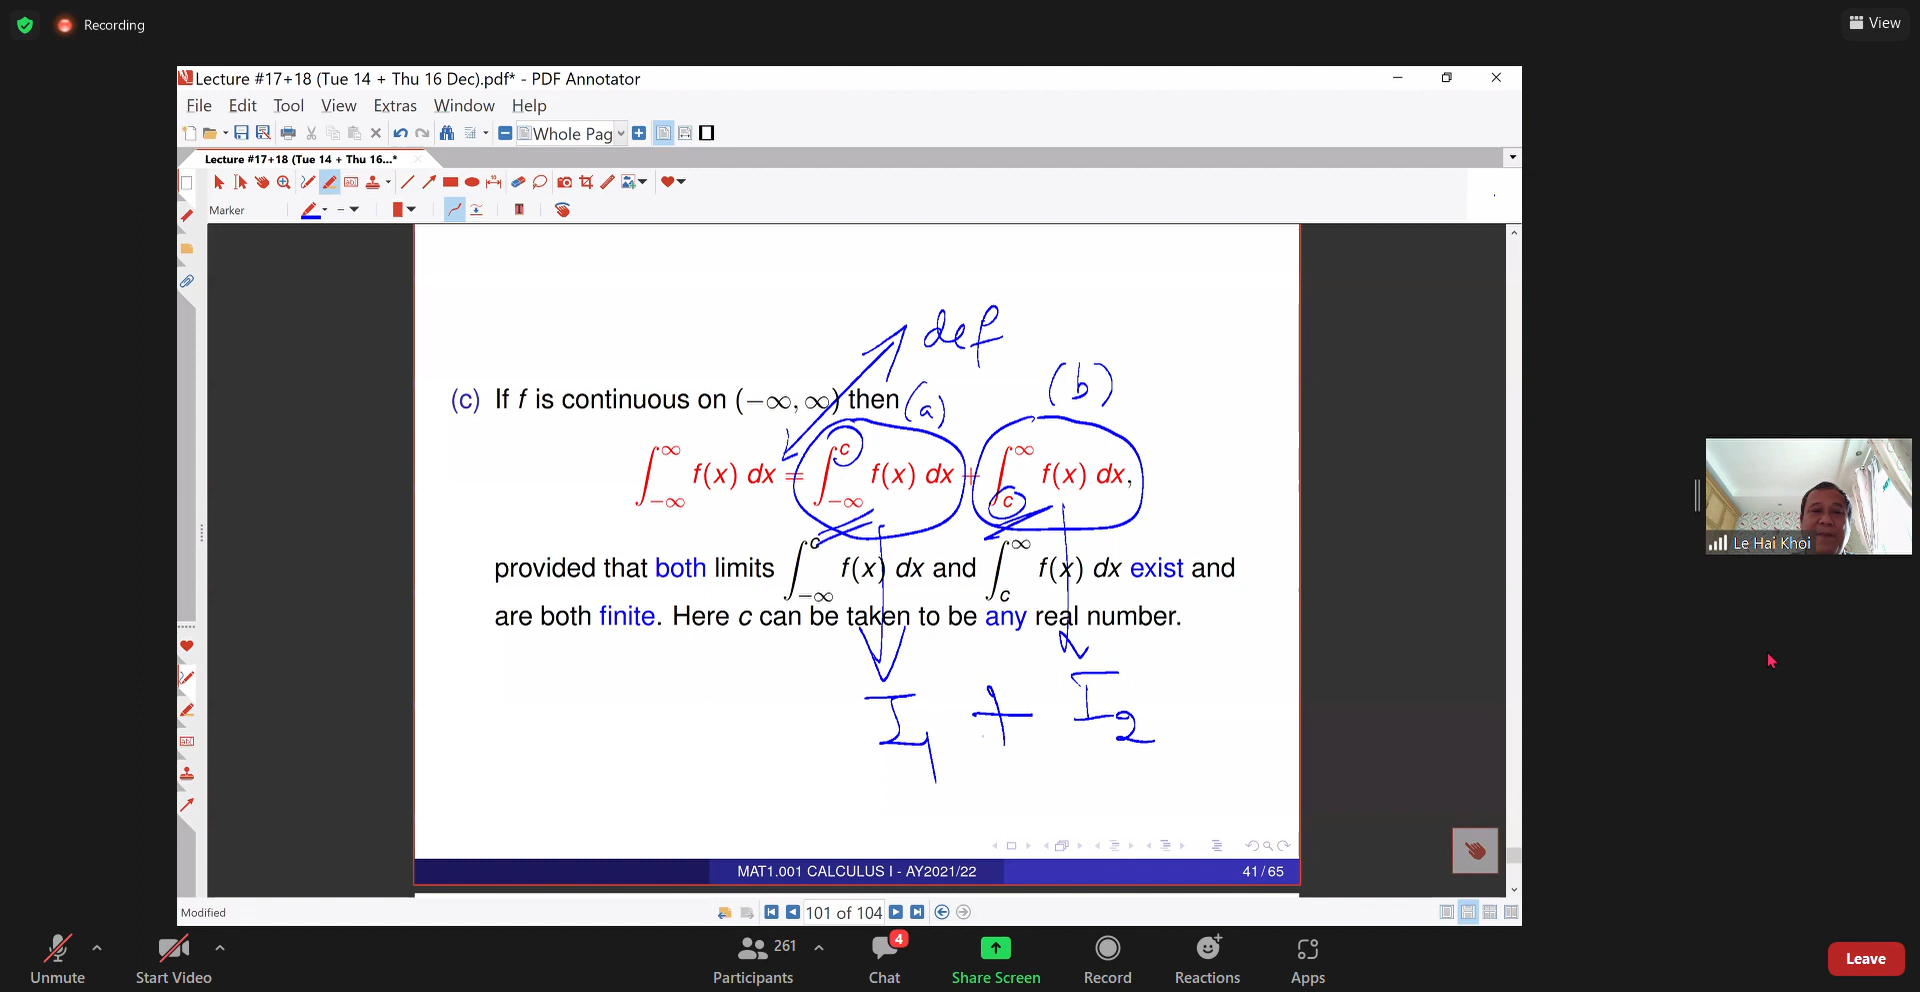 Recording
View
Lecture #17+18 (Tue 14 + Thu 16 Dec).pdf* - PDF Annotator
File Edit Tool View Extras Window Help
Whole Pag
Lecture #17+18 (Tue 14 + Thu 16...*
Marker
def
(a) (b)
(c) If f is continuous on (−∞, ∞) then
∫_{−∞}^{∞} f(x) dx = ∫_{−∞}^{c} f(x) dx + ∫_{c}^{∞} f(x) dx,
provided that both limits ∫_{−∞}^{c} f(x) dx and ∫_{c}^{∞} f(x) dx exist and
are both finite. Here c can be taken to be any real number.
I₁ + I₂
MAT1.001 CALCULUS I - AY2021/22 41/65
Modified 101 of 104
Le Hai Khoi
Unmute Start Video Participants 261 Chat 4 Share Screen Record Reactions Apps Leave